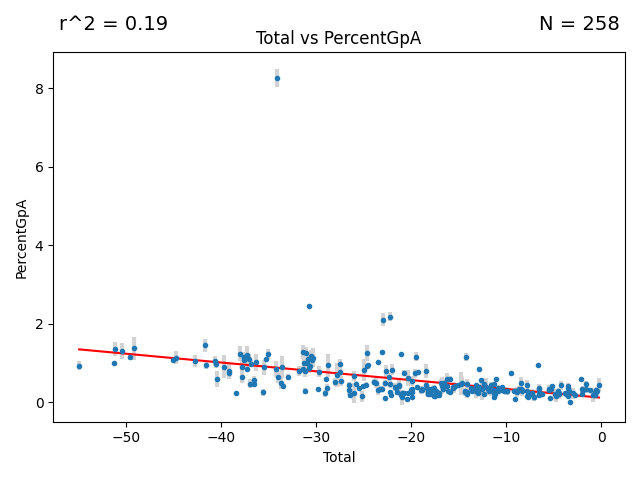 r^2 = 0.19
N = 258
Total vs PercentGpA
PercentGpA
8
6
4
2
0
−50
−40
−30
−20
−10
0
Total